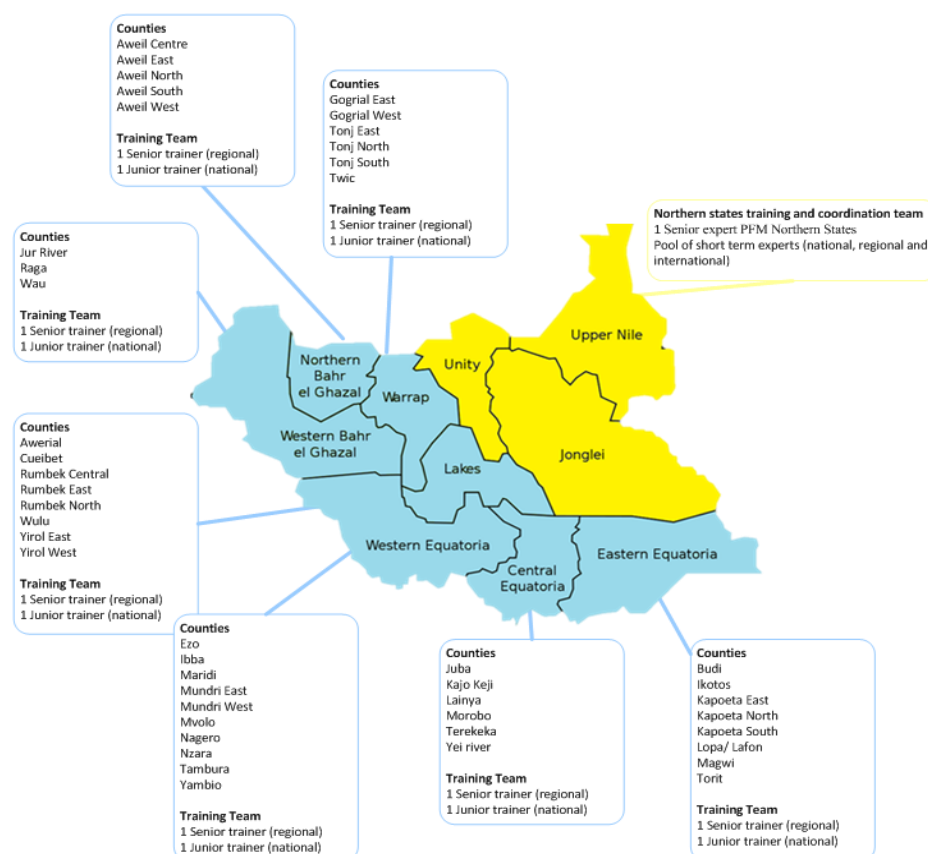 Counties
Aweil Centre
Aweil East
Aweil North
Aweil South
Aweil West
Training Team
1 Senior trainer (regional)
1 Junior trainer (national)
Counties
Gogrial East
Gogrial West
Tonj East
Tonj North
Tonj South
Twic
Training Team
1 Senior trainer (regional)
1 Junior trainer (national)
Northern states training and coordination team
1 Senior expert PFM Northern States
Pool of short term experts (national, regional and
international)
Counties
Jur River
Raga
Wau
Training Team
1 Senior trainer (regional)
1 Junior trainer (national)
Upper Nile
Unity
Northern
Bahr
el Ghazal
Warrap
Western Bahr
el Ghazal
Lakes
Jonglei
Western Equatoria
Central
Equatoria
Eastern Equatoria
Counties
Awerial
Cueibet
Rumbek Central
Rumbek East
Rumbek North
Wulu
Yirol East
Yirol West
Training Team
1 Senior trainer (regional)
1 Junior trainer (national)
Counties
Ezo
Ibba
Maridi
Mundri East
Mundri West
Mvolo
Nagero
Nzara
Tambura
Yambio
Training Team
1 Senior trainer (regional)
1 Junior trainer (national)
Counties
Juba
Kajo Keji
Lainya
Morobo
Terekeka
Yei river
Training Team
1 Senior trainer (regional)
1 Junior trainer (national)
Counties
Budi
Ikotos
Kapoeta East
Kapoeta North
Kapoeta South
Lopa/ Lafon
Magwi
Torit
Training Team
1 Senior trainer (regional)
1 Junior trainer (national)